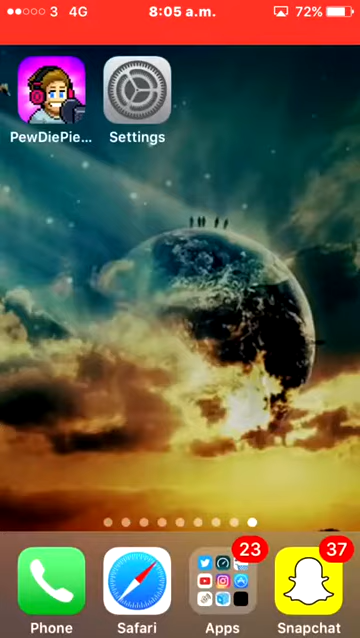 3 4G 8:05 a.m. 72%
PewDiePie... Settings
23 37
Phone Safari Apps Snapchat